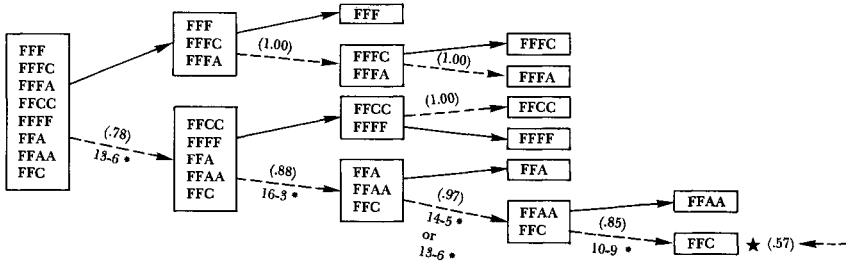 FFF
FFFC
FFFA
FFCC
FFFF
FFA
FFAA
FFC
(.78)
13-6 *
FFF
FFFC
FFFA
(1.00)
FFCC
FFFF
FFA
FFAA
FFC
(.88)
16-3 *
FFF
FFFC
FFFA
(1.00)
FFCC
FFFF
(1.00)
FFA
FFAA
FFC
(.97)
14-5 *
or
13-6 *
FFFC
FFFA
FFCC
FFFF
FFA
FFAA
FFC
(.85)
10-9 *
FFAA
FFC ★ (.57)